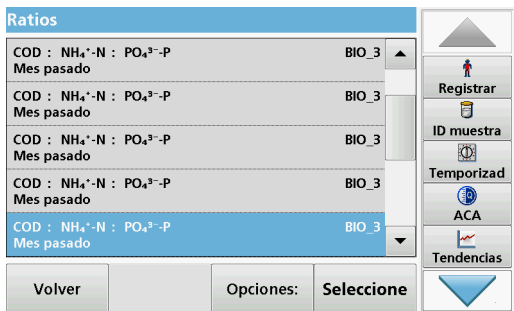 Ratios
COD : NH₄⁺-N : PO₄³⁻-P BIO_3
Mes pasado
COD : NH₄⁺-N : PO₄³⁻-P BIO_3
Mes pasado
COD : NH₄⁺-N : PO₄³⁻-P BIO_3
Mes pasado
COD : NH₄⁺-N : PO₄³⁻-P BIO_3
Mes pasado
COD : NH₄⁺-N : PO₄³⁻-P BIO_3
Mes pasado
Volver
Opciones:
Seleccione
Registrar
ID muestra
Temporizad
ACA
Tendencias